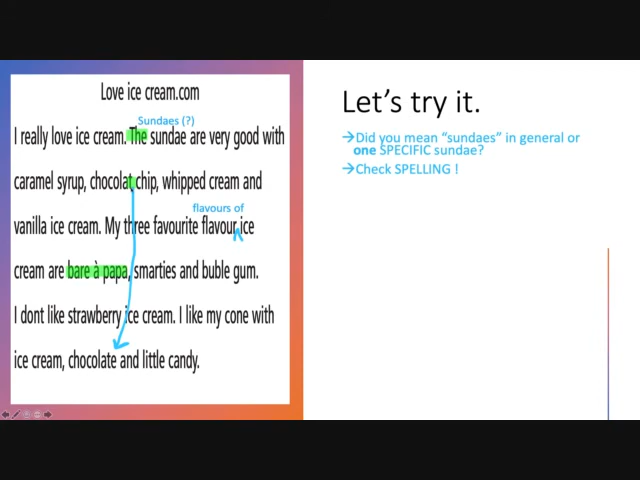 Love ice cream.com
Sundaes (?)
I really love ice cream. The sundae are very good with
caramel syrup, chocolat chip, whipped cream and
flavours of
vanilla ice cream. My three favourite flavour ice
cream are bare à papa, smarties and buble gum.
I dont like strawberry ice cream. I like my cone with
ice cream, chocolate and little candy.
Let's try it.
→Did you mean "sundaes" in general or
one SPECIFIC sundae?
→Check SPELLING !